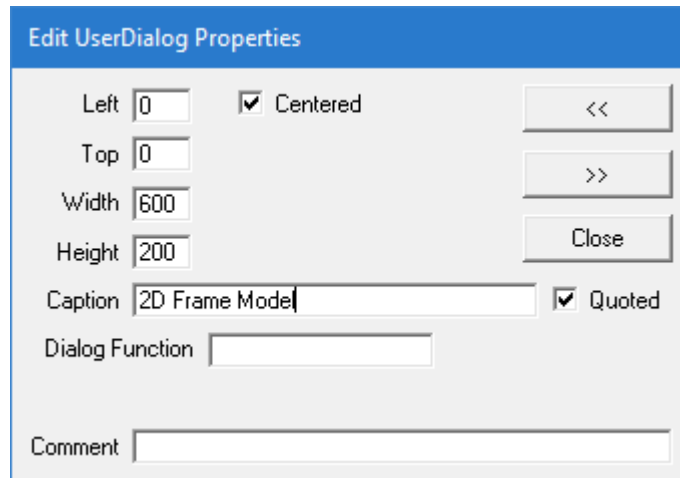 Edit UserDialog Properties
Left 0 Centered <<
Top 0
>>
Width 600
Close
Height 200
Caption 2D Frame Model Quoted
Dialog Function
Comment